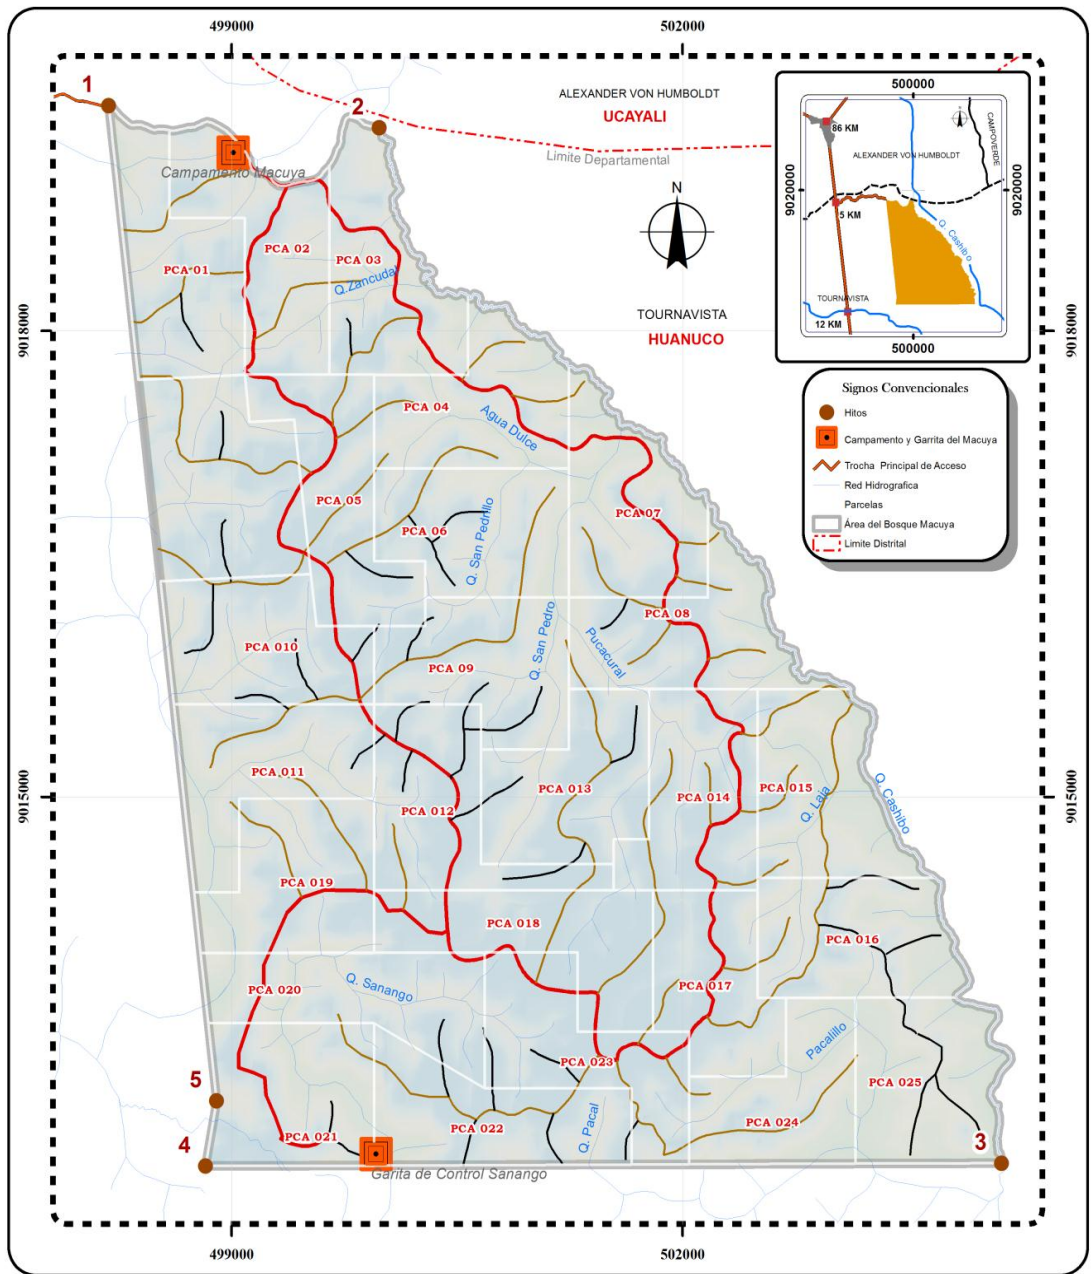 499000
502000
1
2
ALEXANDER VON HUMBOLDT
UCAYALI
Limite Departamental
Campamento Macuya
N
TOURNAVISTA
HUANUCO
500000
86 KM
CAMPOVERDE
ALEXANDER VON HUMBOLDT
9020000
9020000
5 KM
Q. Cashibo
TOURNAVISTA
12 KM
500000
9018000
9018000
Signos Convencionales
Hitos
Campamento y Garrita del Macuya
Trocha Principal de Acceso
Red Hidrografica
Parcelas
Área del Bosque Macuya
Limite Distrital
PCA 01
PCA 02
PCA 03
Q.Zancudal
PCA 04
Agua Dulce
PCA 05
PCA 06
Q. San Pedrillo
PCA 07
PCA 08
Q. San Pedro
Pucacural
PCA 010
PCA 09
PCA 011
PCA 012
PCA 013
PCA 014
PCA 015
Q. Laja
Q. Cashibo
9015000
9015000
PCA 019
PCA 018
PCA 016
PCA 020
Q. Sanango
PCA 017
Pacalillo
PCA 023
PCA 025
5
4
PCA 021
PCA 022
Q. Pacal
PCA 024
3
Garita de Control Sanango
499000
502000